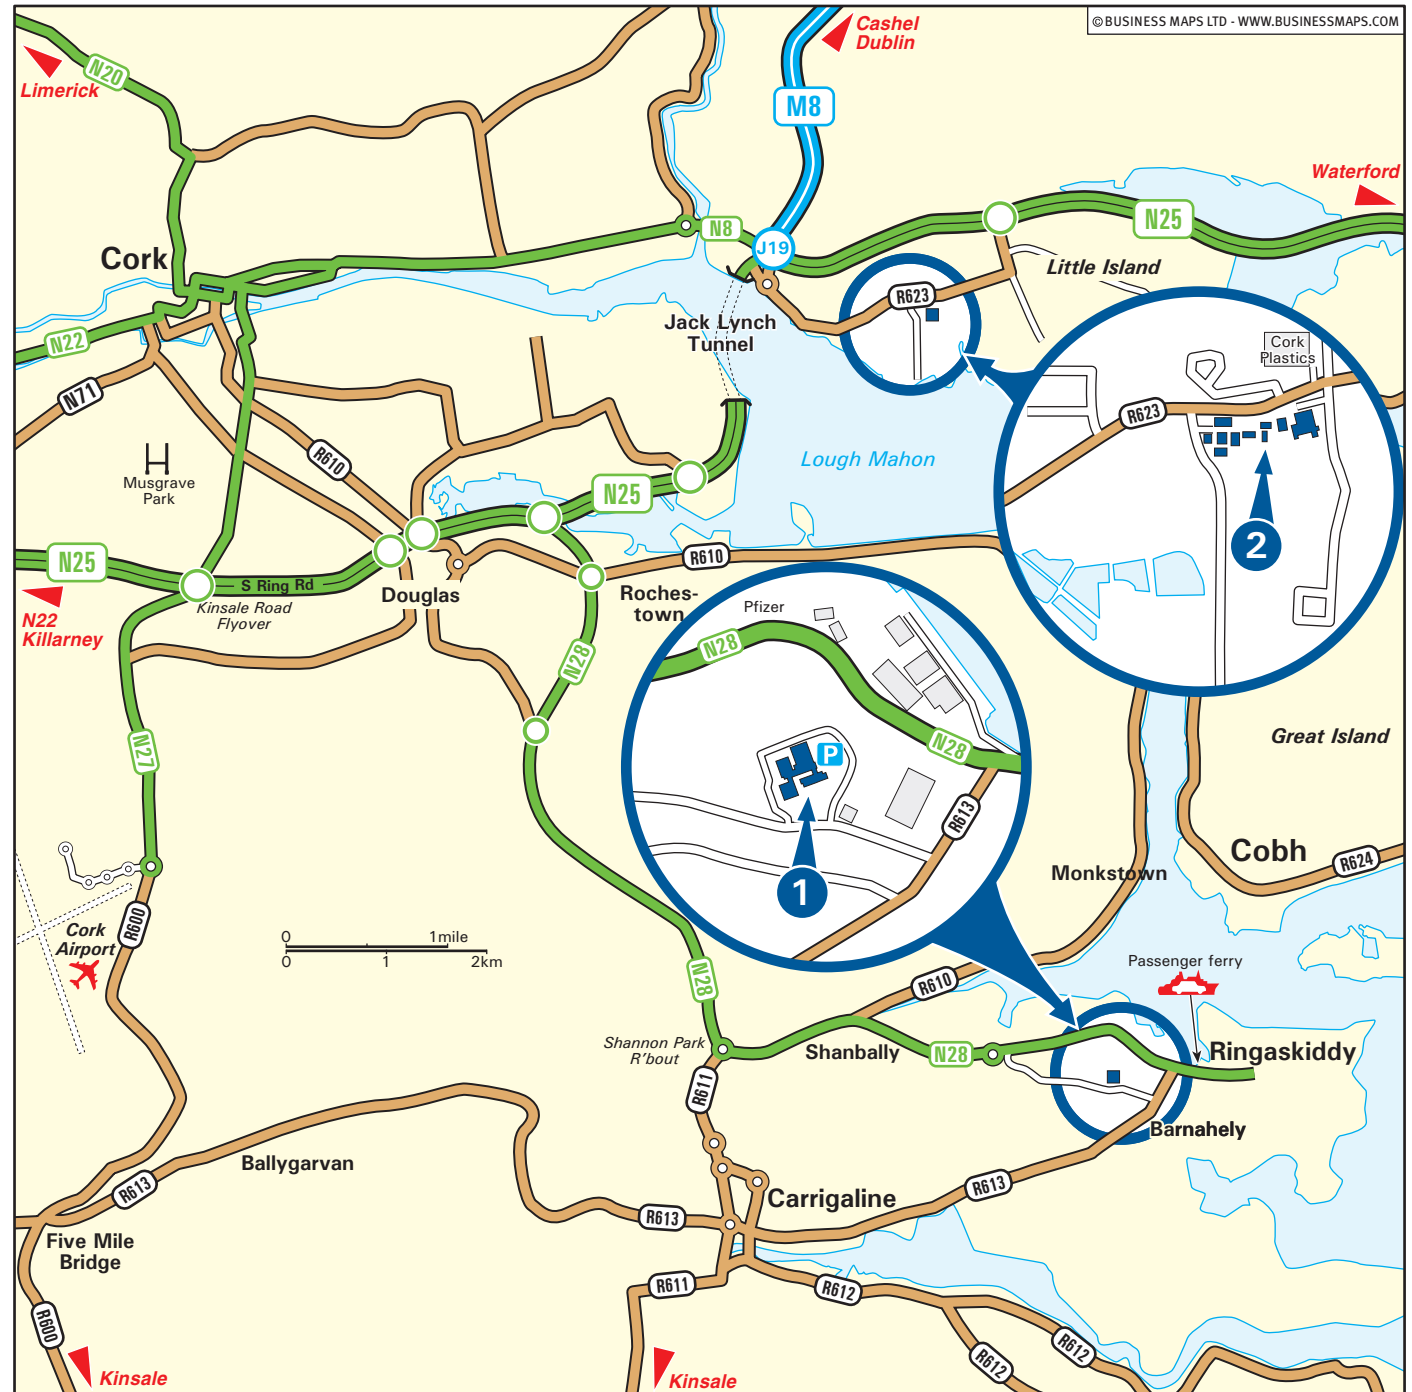 © BUSINESS MAPS LTD - WWW.BUSINESSMAPS.COM
Cashel
Dublin
N20
Limerick
M8
Waterford
N8
N25
J19
Cork
Little Island
R623
Jack Lynch
Tunnel
N22
Cork
Plastics
N71
R623
R610
Lough Mahon
Musgrave
Park
N25
2
N25
R610
S Ring Rd
Douglas
Roches-
town
Kinsale Road
Flyover
N22
Killarney
Pfizer
N28
N28
N28
Great Island
N27
P
R613
Cobh
R624
Monkstown
1
R600
Cork
Airport
0 1mile
0 1 2km
Passenger ferry
N28
R610
Shannon Park
R'bout
Shanbally
N28
Ringaskiddy
R611
Barnahely
Ballygarvan
R613
R613
Carrigaline
R613
Five Mile
Bridge
R611
R612
R600
R612
R612
Kinsale
Kinsale